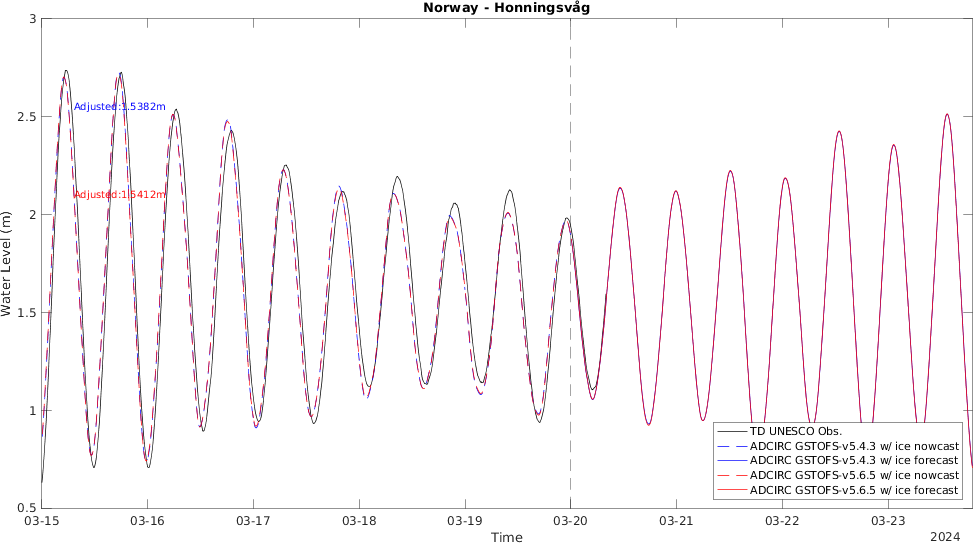 Norway - Honningsvåg
3
2.5
2
1.5
1
0.5
Water Level (m)
Adjusted:1.5382m
Adjusted:1.5412m
TD UNESCO Obs.
ADCIRC GSTOFS-v5.4.3 w/ ice nowcast
ADCIRC GSTOFS-v5.4.3 w/ ice forecast
ADCIRC GSTOFS-v5.6.5 w/ ice nowcast
ADCIRC GSTOFS-v5.6.5 w/ ice forecast
03-15 03-16 03-17 03-18 03-19 03-20 03-21 03-22 03-23
Time
2024